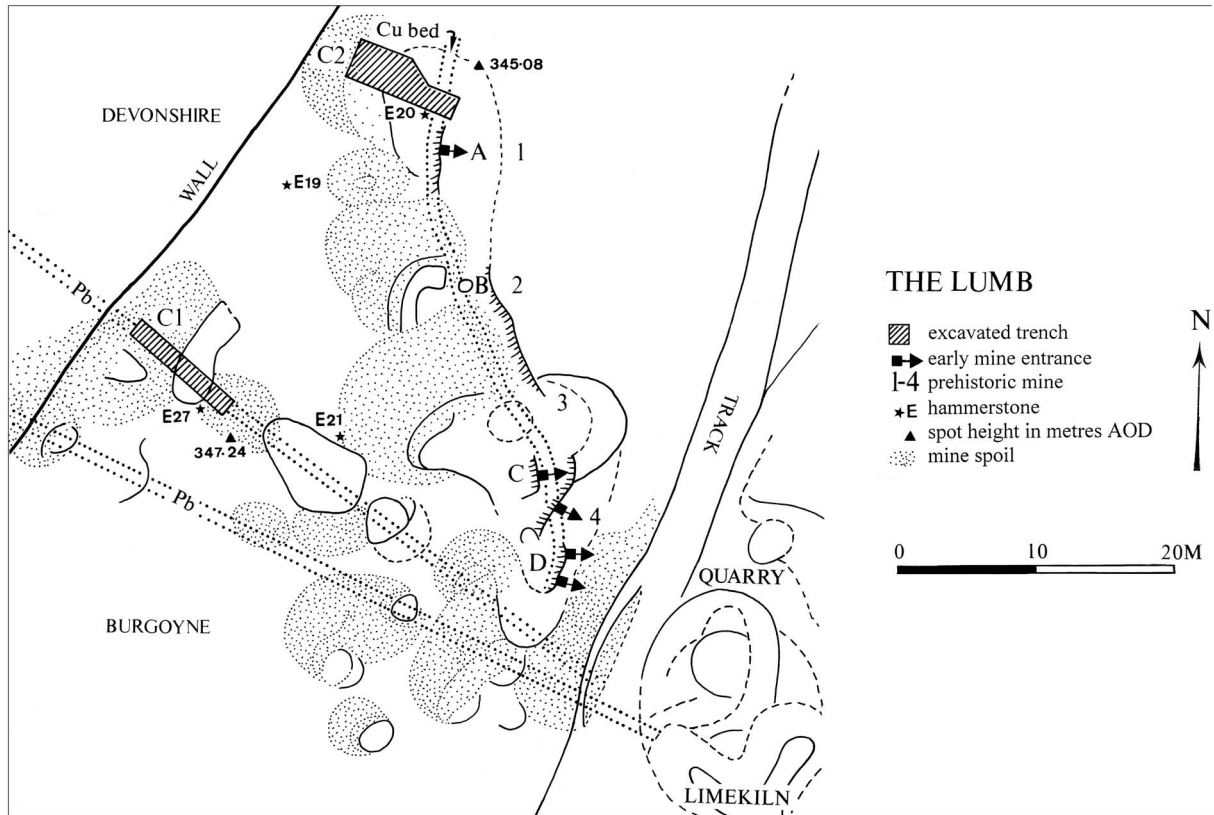 Cu bed
C2
345·08
DEVONSHIRE
E20
A
1
WALL
E19
B
2
Pb
C1
3
E27
E21
347·24
TRACK
C
Pb
4
D
QUARRY
BURGOYNE
LIMEKILN
THE LUMB
excavated trench
early mine entrance
1-4 prehistoric mine
E hammerstone
spot height in metres AOD
mine spoil
N
0 10 20M